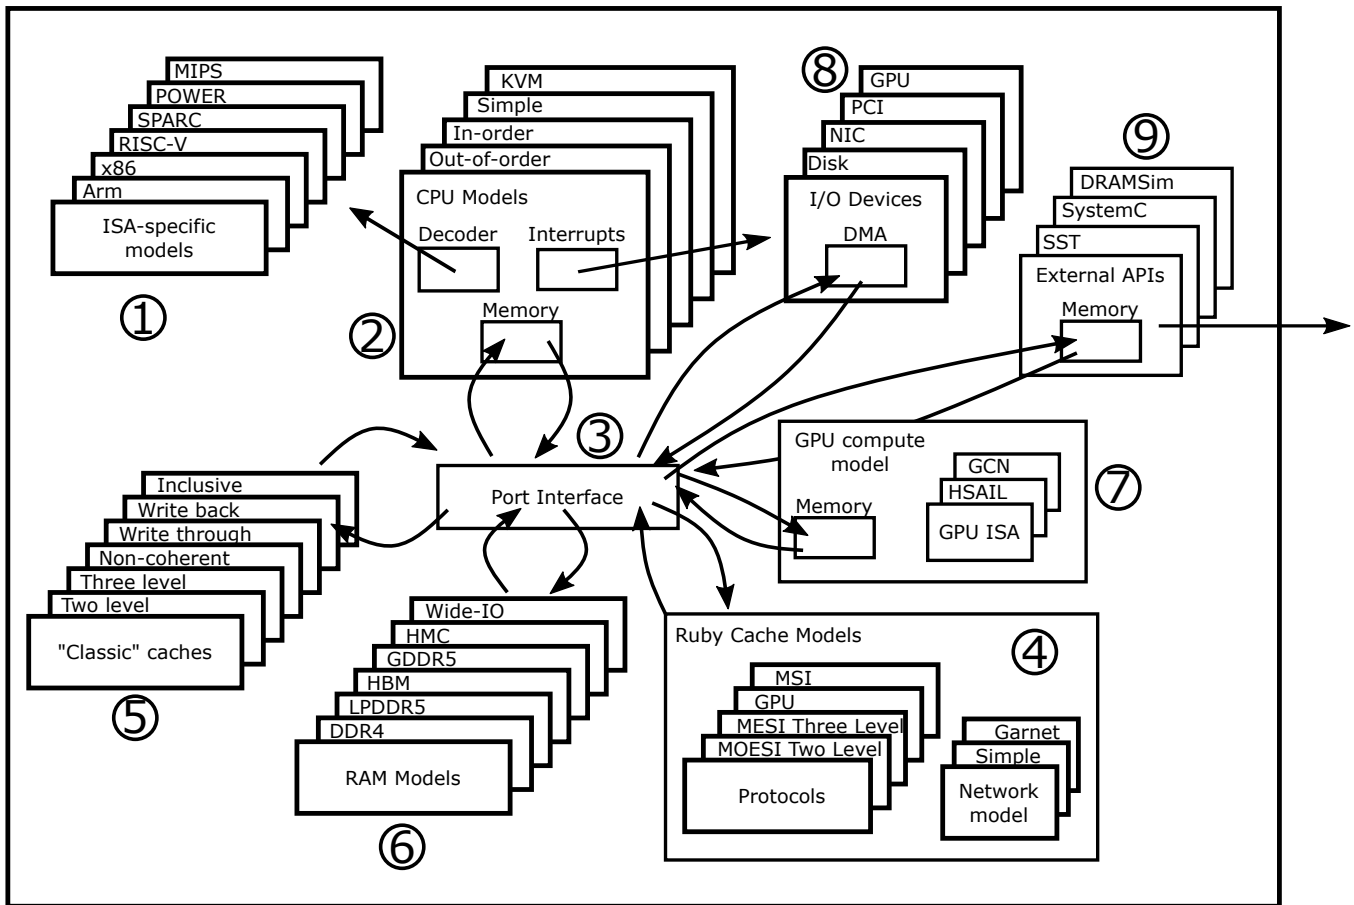 MIPS
POWER
SPARC
RISC-V
x86
Arm
ISA-specific
models
1
KVM
Simple
In-order
Out-of-order
CPU Models
Decoder
Interrupts
Memory
2
8
GPU
PCI
NIC
Disk
I/O Devices
DMA
9
DRAMSim
SystemC
SST
External APIs
Memory
3
Port Interface
GPU compute
model
Memory
GCN
HSAIL
GPU ISA
7
Inclusive
Write back
Write through
Non-coherent
Three level
Two level
"Classic" caches
5
Wide-IO
HMC
GDDR5
HBM
LPDDR5
DDR4
RAM Models
6
Ruby Cache Models
4
MSI
GPU
MESI Three Level
MOESI Two Level
Protocols
Garnet
Simple
Network
model